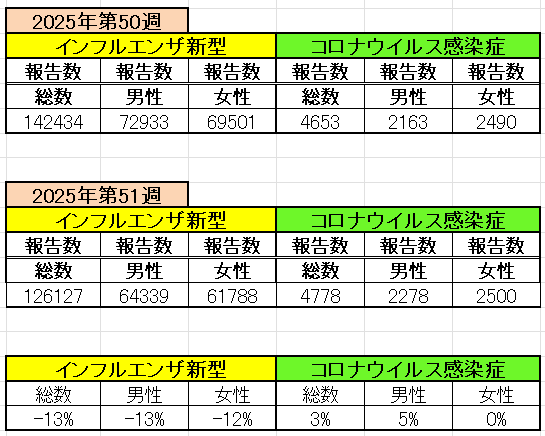 2025年第50週
インフルエンザ新型 コロナウイルス感染症
報告数 報告数 報告数 報告数 報告数 報告数
総数 男性 女性 総数 男性 女性
142434 72933 69501 4653 2163 2490
2025年第51週
インフルエンザ新型 コロナウイルス感染症
報告数 報告数 報告数 報告数 報告数 報告数
総数 男性 女性 総数 男性 女性
126127 64339 61788 4778 2278 2500
インフルエンザ新型 コロナウイルス感染症
総数 男性 女性 総数 男性 女性
-13% -13% -12% 3% 5% 0%